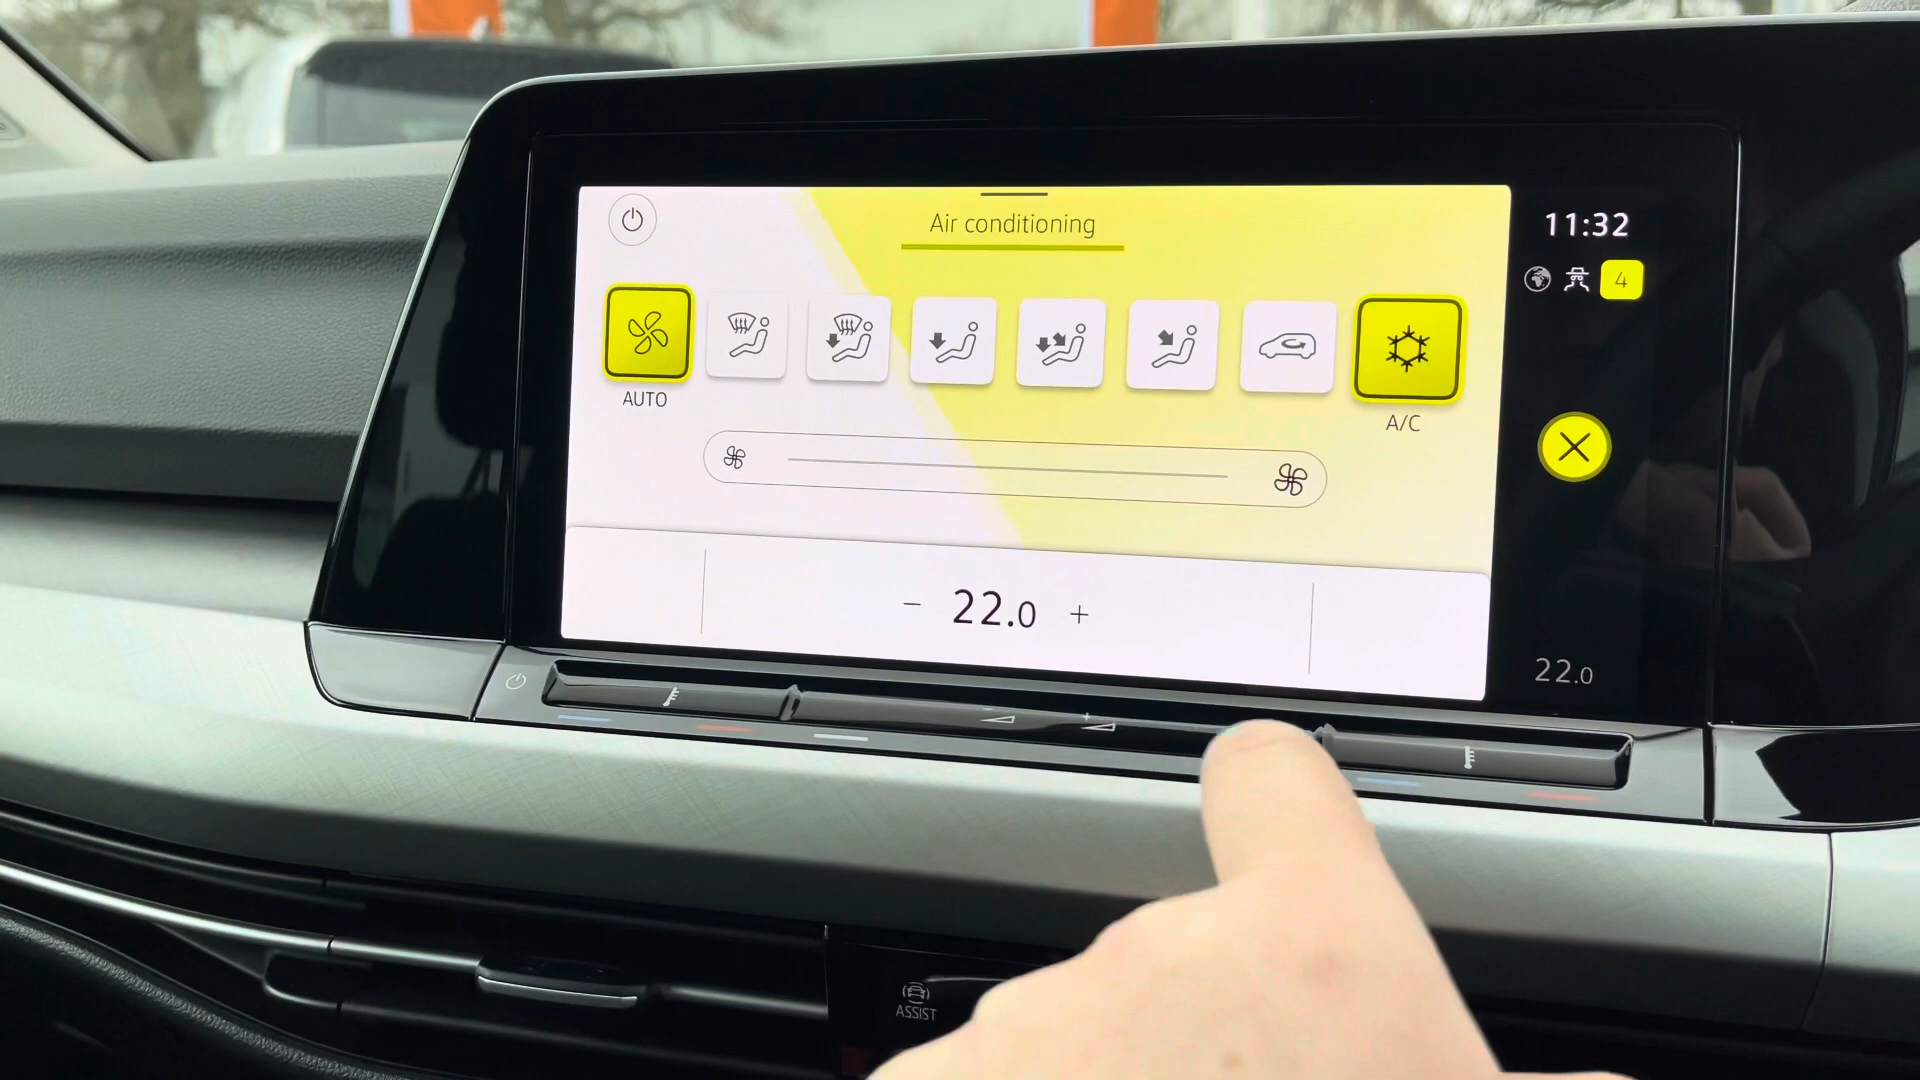 Air conditioning
11:32
4
AUTO
A/C
− 22.0 +
22.0
ASSIST